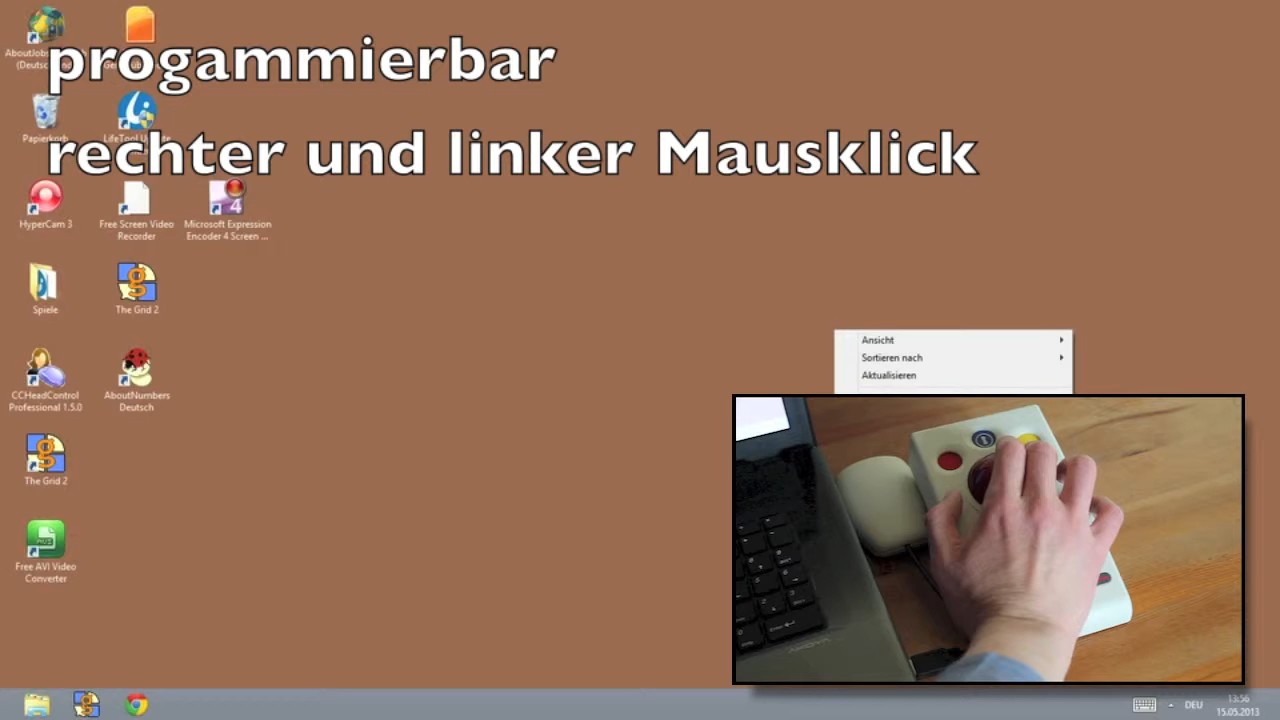 progammierbar
rechter und linker Mausklick
Papierkorb
HyperCam 3
Free Screen Video
Recorder
Microsoft Expression
Encoder 4 Screen ...
Spiele
The Grid 2
CCHeadControl
Professional 1.5.0
AboutNumbers
Deutsch
The Grid 2
Free AVI Video
Converter
Ansicht
Sortieren nach
Aktualisieren
DEU
13:56
15.05.2013